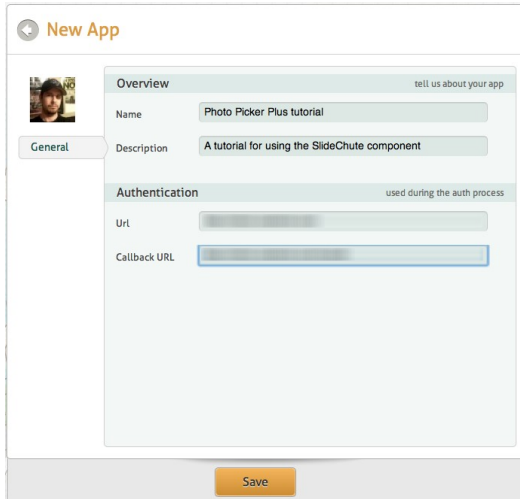 New App
Overview
tell us about your app
Name
Photo Picker Plus tutorial
General
Description
A tutorial for using the SlideChute component
Authentication
used during the auth process
Url
Callback URL
Save